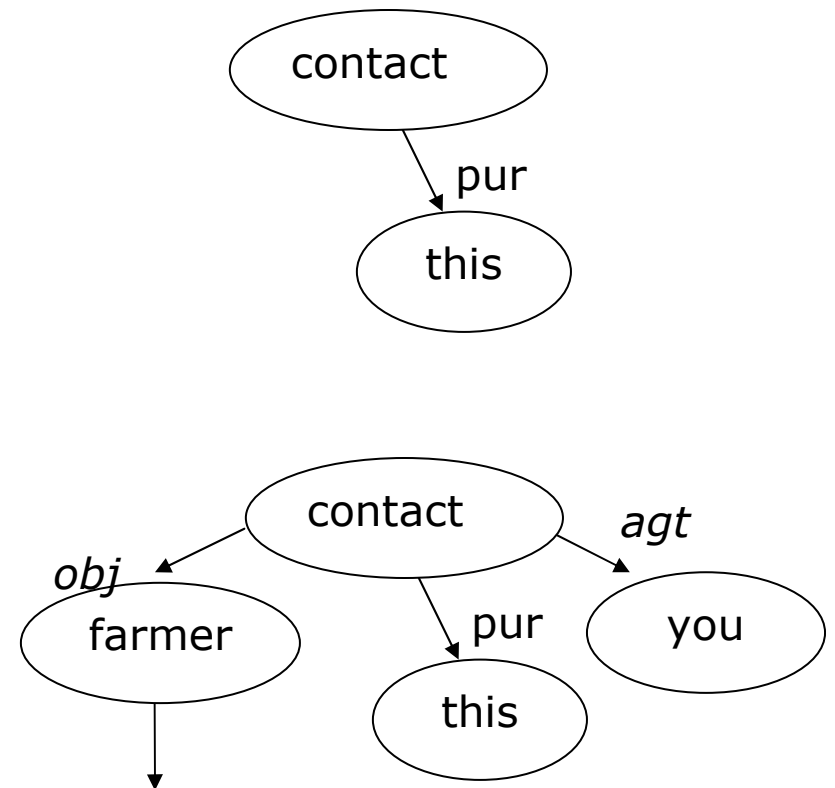 contact
pur
this
contact
agt
obj
farmer
pur
you
this